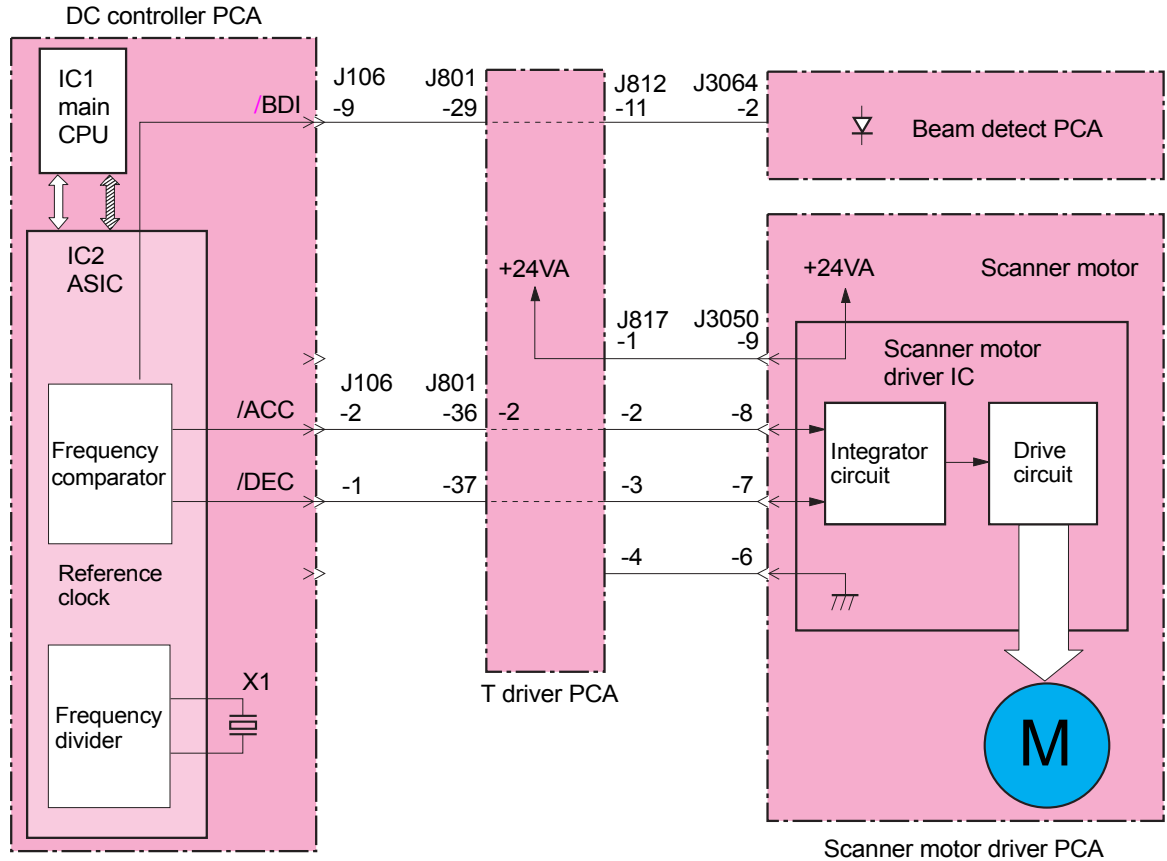 DC controller PCA
IC1
main
CPU
/BDI
J106
-9
J801
-29
J812
-11
J3064
-2
Beam detect PCA
IC2
ASIC
+24VA
+24VA
Scanner motor
J817
-1
J3050
-9
Scanner motor
driver IC
J106
J801
/ACC
-2
-36
-2
-2
-8
Frequency
comparator
Integrator
circuit
Drive
circuit
/DEC
-1
-37
-3
-7
-4
-6
Reference
clock
X1
T driver PCA
Frequency
divider
M
Scanner motor driver PCA